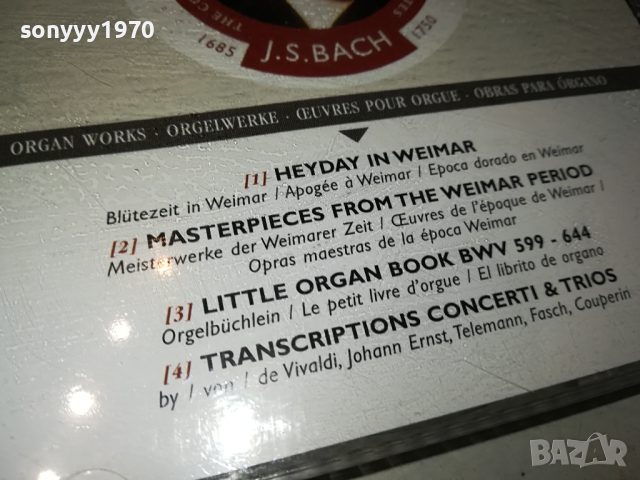 sonyyy1970
1685 J.S.BACH 1750
ORGAN WORKS · ORGELWERKE · ŒUVRES POUR ORGUE · OBRAS PARA ÓRGANO
[1] HEYDAY IN WEIMAR
Blütezeit in Weimar / Apogée à Weimar / Epoca dorado en Weimar
[2] MASTERPIECES FROM THE WEIMAR PERIOD
Meisterwerke der Weimarer Zeit / Œuvres de l'époque de Weimar /
Opras maestras de la época Weimar
[3] LITTLE ORGAN BOOK BWV 599 - 644
Orgelbüchlein / Le petit livre d'orgue / El librito de organo
[4] TRANSCRIPTIONS CONCERTI & TRIOS
by / von / de Vivaldi, Johann Ernst, Telemann, Fasch, Couperin
BAZAR